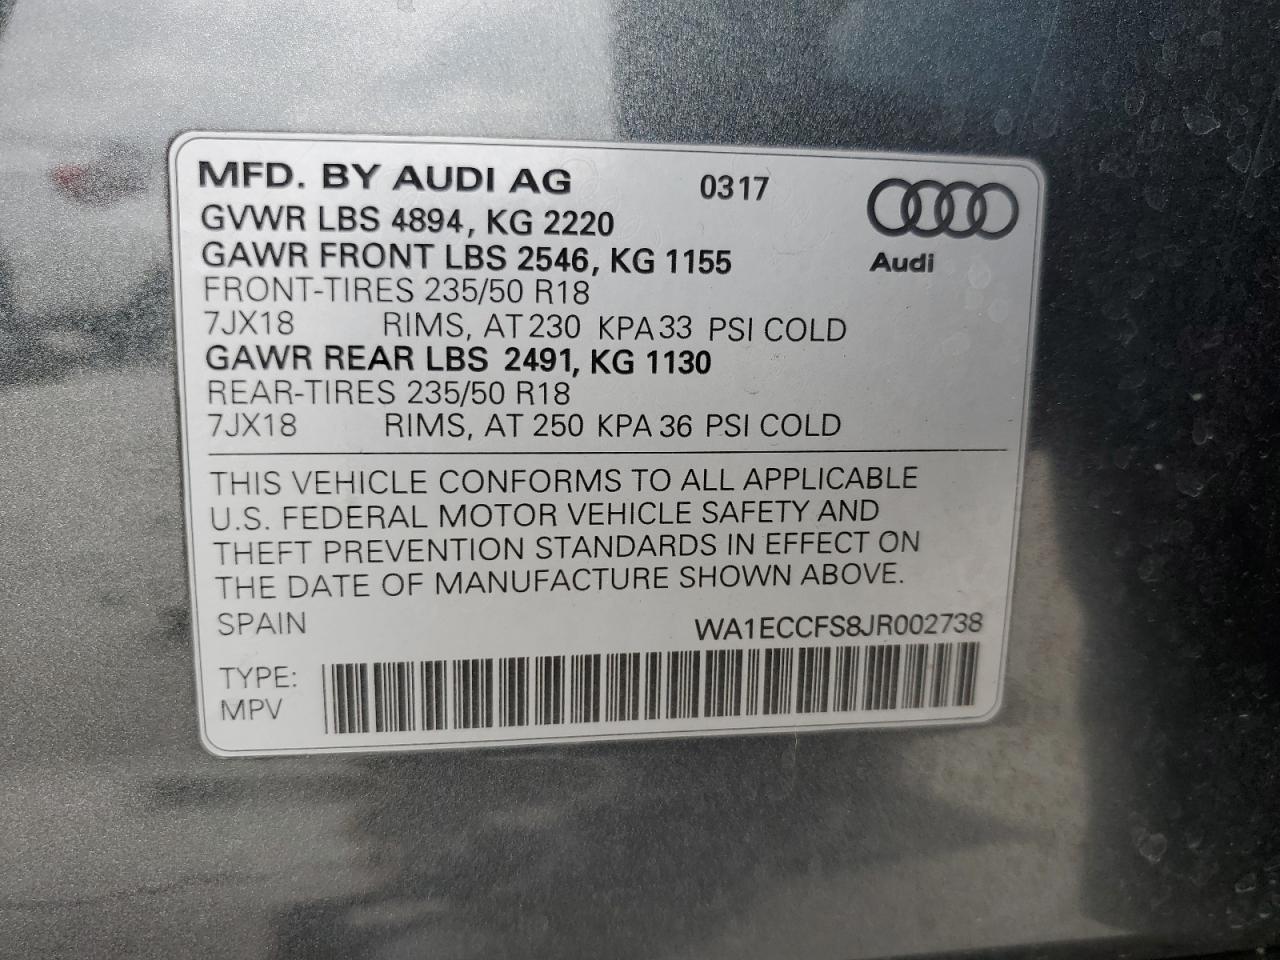 MFD. BY AUDI AG 0317
GVWR LBS 4894, KG 2220
GAWR FRONT LBS 2546, KG 1155
Audi
FRONT-TIRES 235/50 R18
7JX18 RIMS, AT 230 KPA 33 PSI COLD
GAWR REAR LBS 2491, KG 1130
REAR-TIRES 235/50 R18
7JX18 RIMS, AT 250 KPA 36 PSI COLD
THIS VEHICLE CONFORMS TO ALL APPLICABLE
U.S. FEDERAL MOTOR VEHICLE SAFETY AND
THEFT PREVENTION STANDARDS IN EFFECT ON
THE DATE OF MANUFACTURE SHOWN ABOVE.
SPAIN WA1ECCFS8JR002738
TYPE:
MPV